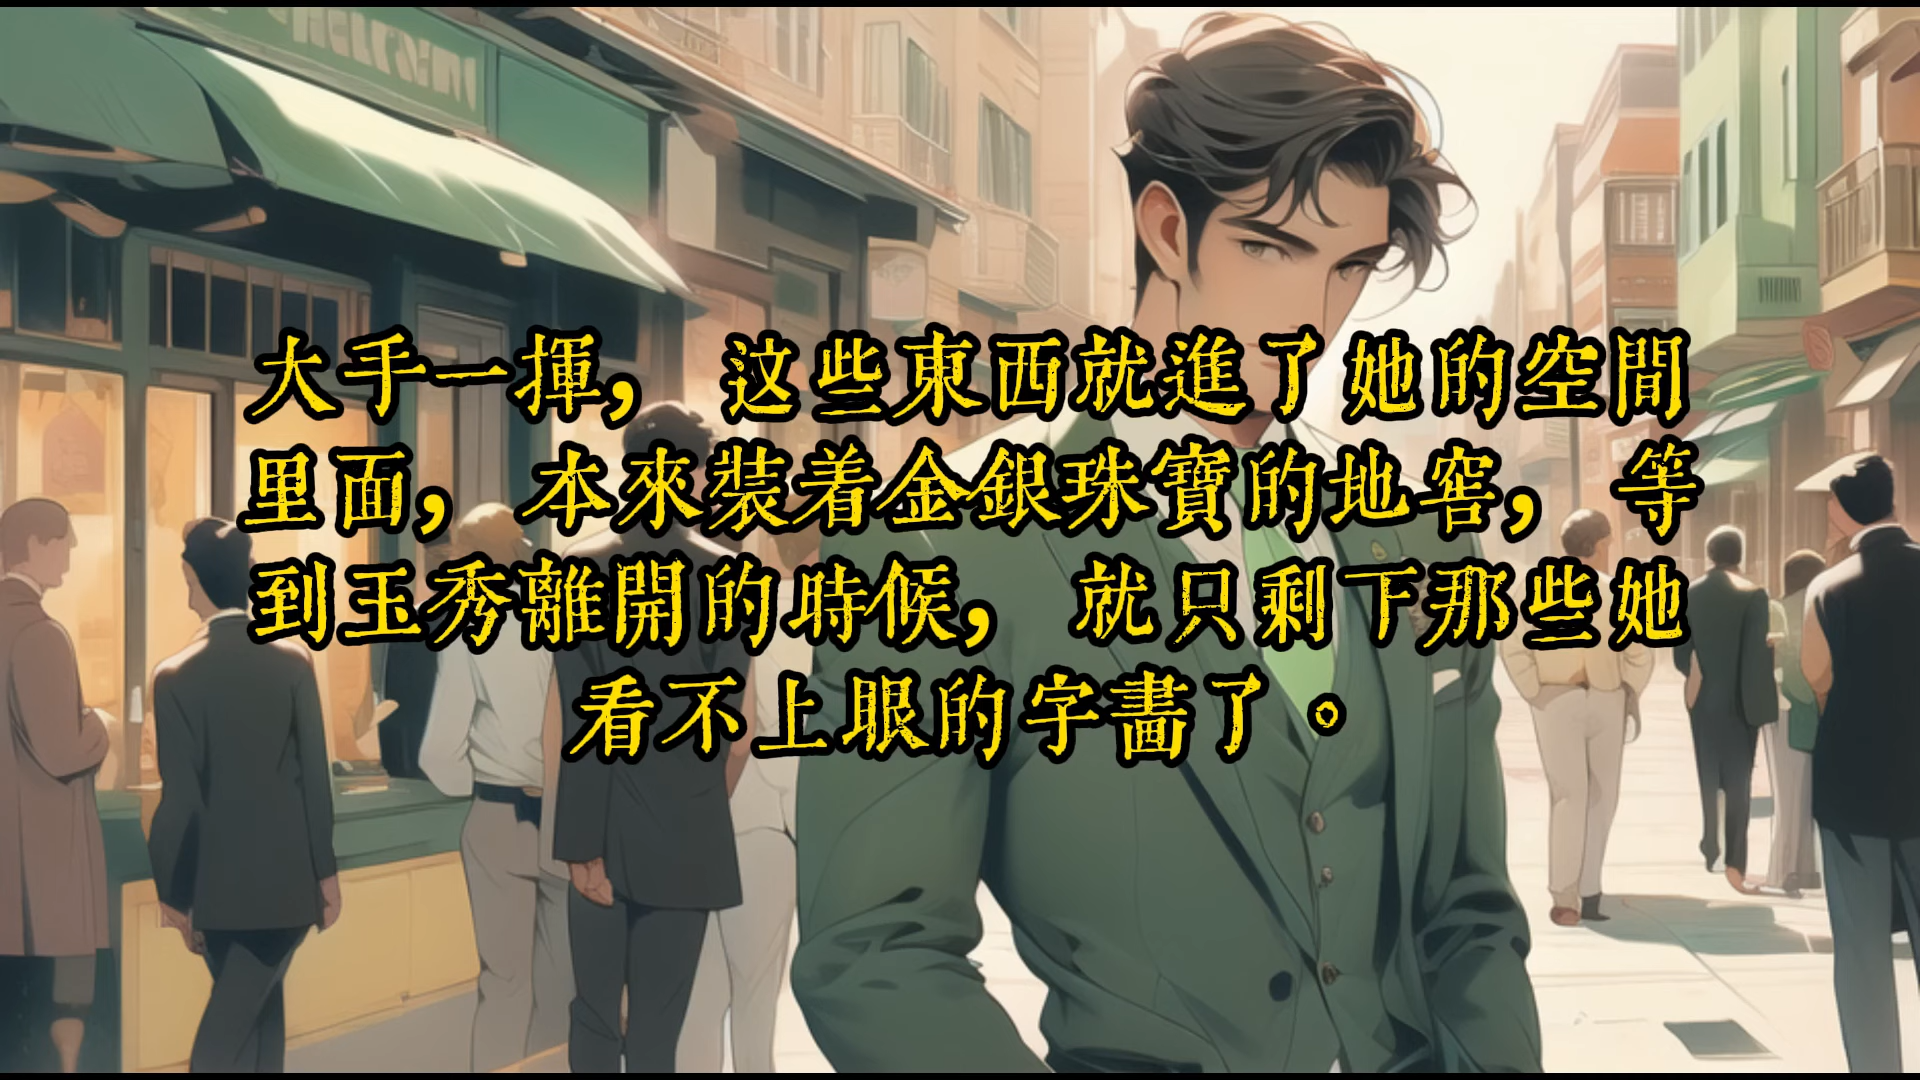 大手一揮，這些東西就進了她的空間
里面，本來裝着金銀珠寶的地窖，等
到玉秀離開的時候，就只剩下那些她
看不上眼的字畫了。